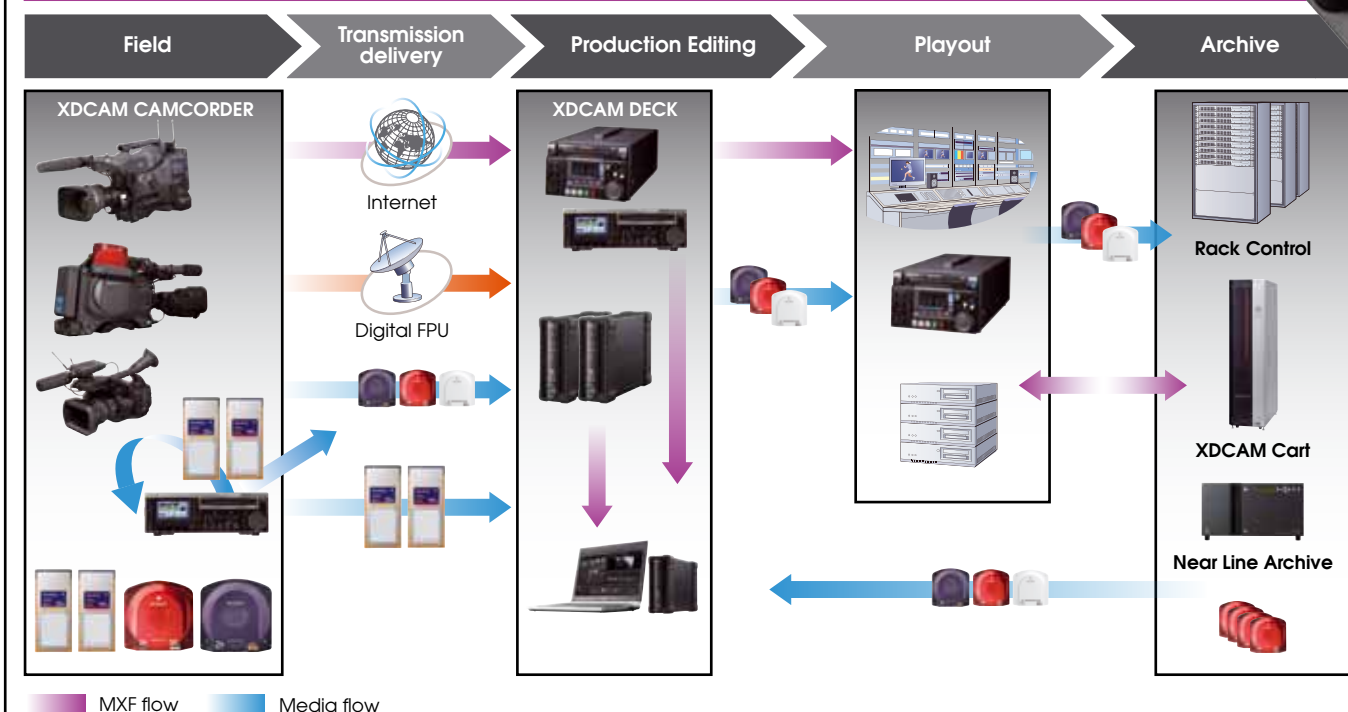 Field
Transmission
delivery
Production Editing
Playout
Archive
XDCAM CAMCORDER
XDCAM DECK
Internet
Digital FPU
Rack Control
XDCAM Cart
Near Line Archive
MXF flow
Media flow